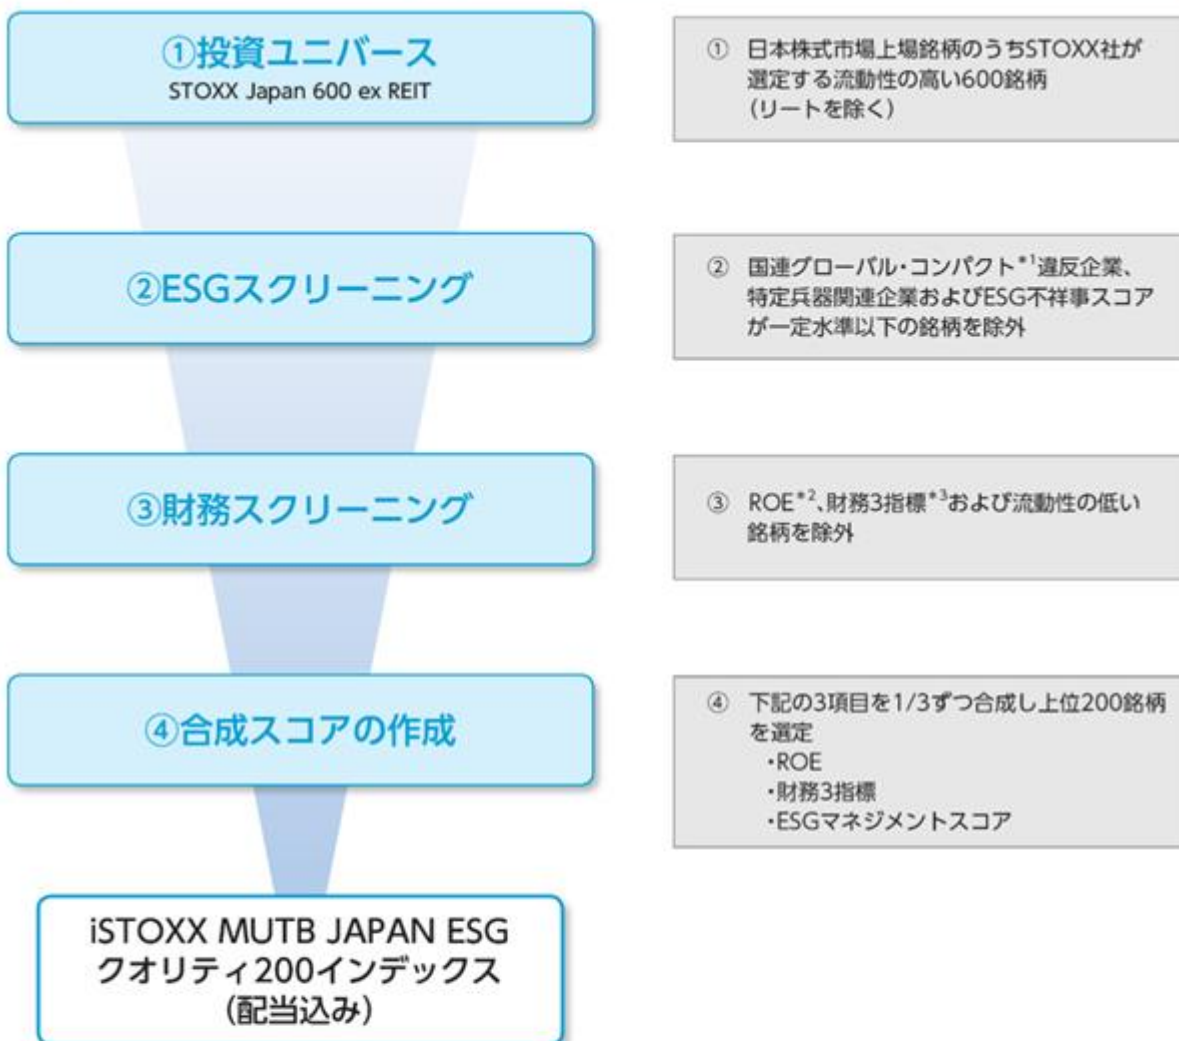 ①投資ユニバース
STOXX Japan 600 ex REIT
① 日本株式市場上場銘柄のうちSTOXX社が
選定する流動性の高い600銘柄
(リートを除く)
②ESGスクリーニング
② 国連グローバル・コンパクト*1違反企業、
特定兵器関連企業およびESG不祥事スコア
が一定水準以下の銘柄を除外
③財務スクリーニング
③ ROE*2、財務3指標*3および流動性の低い
銘柄を除外
④合成スコアの作成
④ 下記の3項目を1/3ずつ合成し上位200銘柄
を選定
・ROE
・財務3指標
・ESGマネジメントスコア
iSTOXX MUTB JAPAN ESG
クオリティ200インデックス
(配当込み)